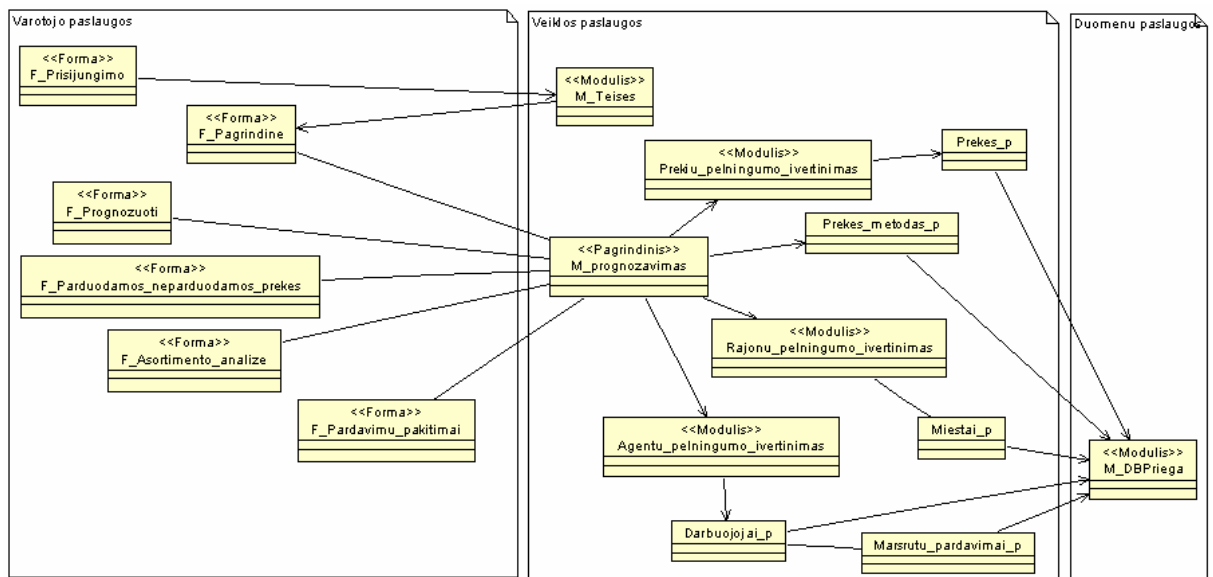 Varotojo paslaugos
<<Forma>>
F_Prisijungimo
<<Forma>>
F_Pagrindine
<<Forma>>
F_Prognozuoti
<<Forma>>
F_Parduodamos_neparduodamos_prekes
<<Forma>>
F_Asortimento_analize
<<Forma>>
F_Pardavimu_pakitimai
Veiklos paslaugos
<<Modulis>>
M_Teises
<<Modulis>>
Prekiu_pelningumo_ivertinimas
Prekes_p
Prekes_metodas_p
<<Pagrindinis>>
M_prognozavimas
<<Modulis>>
Rajonu_pelningumo_ivertinimas
<<Modulis>>
Agentu_pelningumo_ivertinimas
Miestai_p
Darbuojojai_p
Marsrutu_pardavimai_p
Duomenu paslaugos
<<Modulis>>
M_DBPriega